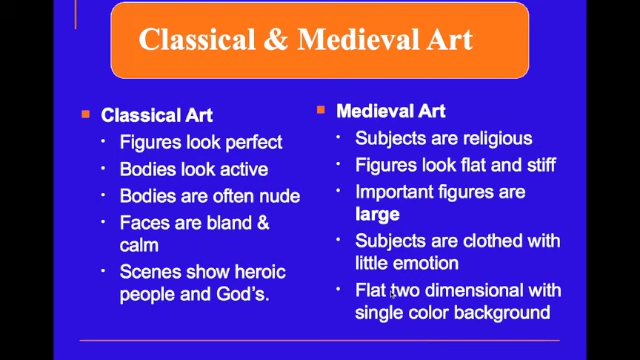 Classical & Medieval Art
Classical Art
Figures look perfect
Bodies look active
Bodies are often nude
Faces are bland &
calm
Scenes show heroic
people and God's.
Medieval Art
Subjects are religious
Figures look flat and stiff
Important figures are
large
Subjects are clothed with
little emotion
Flat two dimensional with
single color background